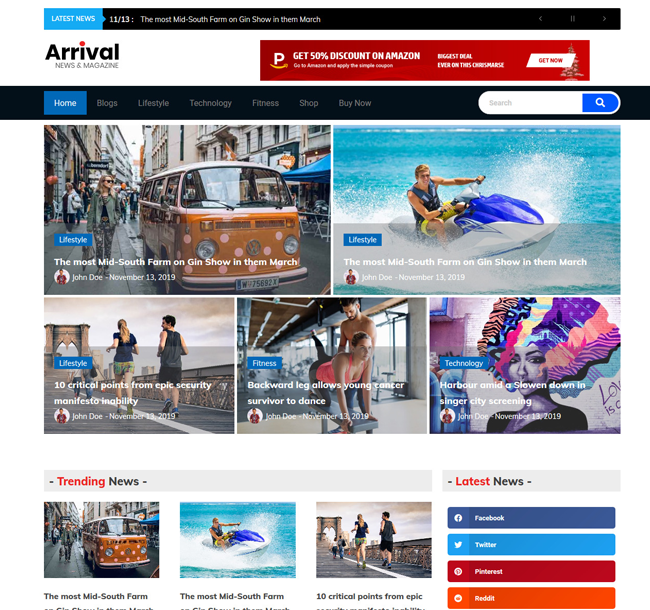 LATEST NEWS
11/13 : The most Mid-South Farm on Gin Show in them March
Arrival
NEWS & MAGAZINE
GET 50% DISCOUNT ON AMAZON
Go to Amazon and apply the simple coupon
BIGGEST DEAL
EVER ON THIS CHRISMARSE
GET NOW
Home Blogs Lifestyle Technology Fitness Shop Buy Now
Search
Lifestyle
The most Mid-South Farm on Gin Show in them March
John Doe - November 13, 2019
Lifestyle
The most Mid-South Farm on Gin Show in them March
John Doe - November 13, 2019
Lifestyle
10 critical points from epic security
manifesto inability
John Doe - November 13, 2019
Fitness
Backward leg allows young cancer
survivor to dance
John Doe - November 13, 2019
Technology
Harbour amid a Slowen down in
singer city screening
John Doe - November 13, 2019
- Trending News -
The most Mid-South Farm
on Gin Show in them March
The most Mid-South Farm
on Gin Show in them March
10 critical points from epic
security manifesto inability
- Latest News -
Facebook
Twitter
Pinterest
Reddit